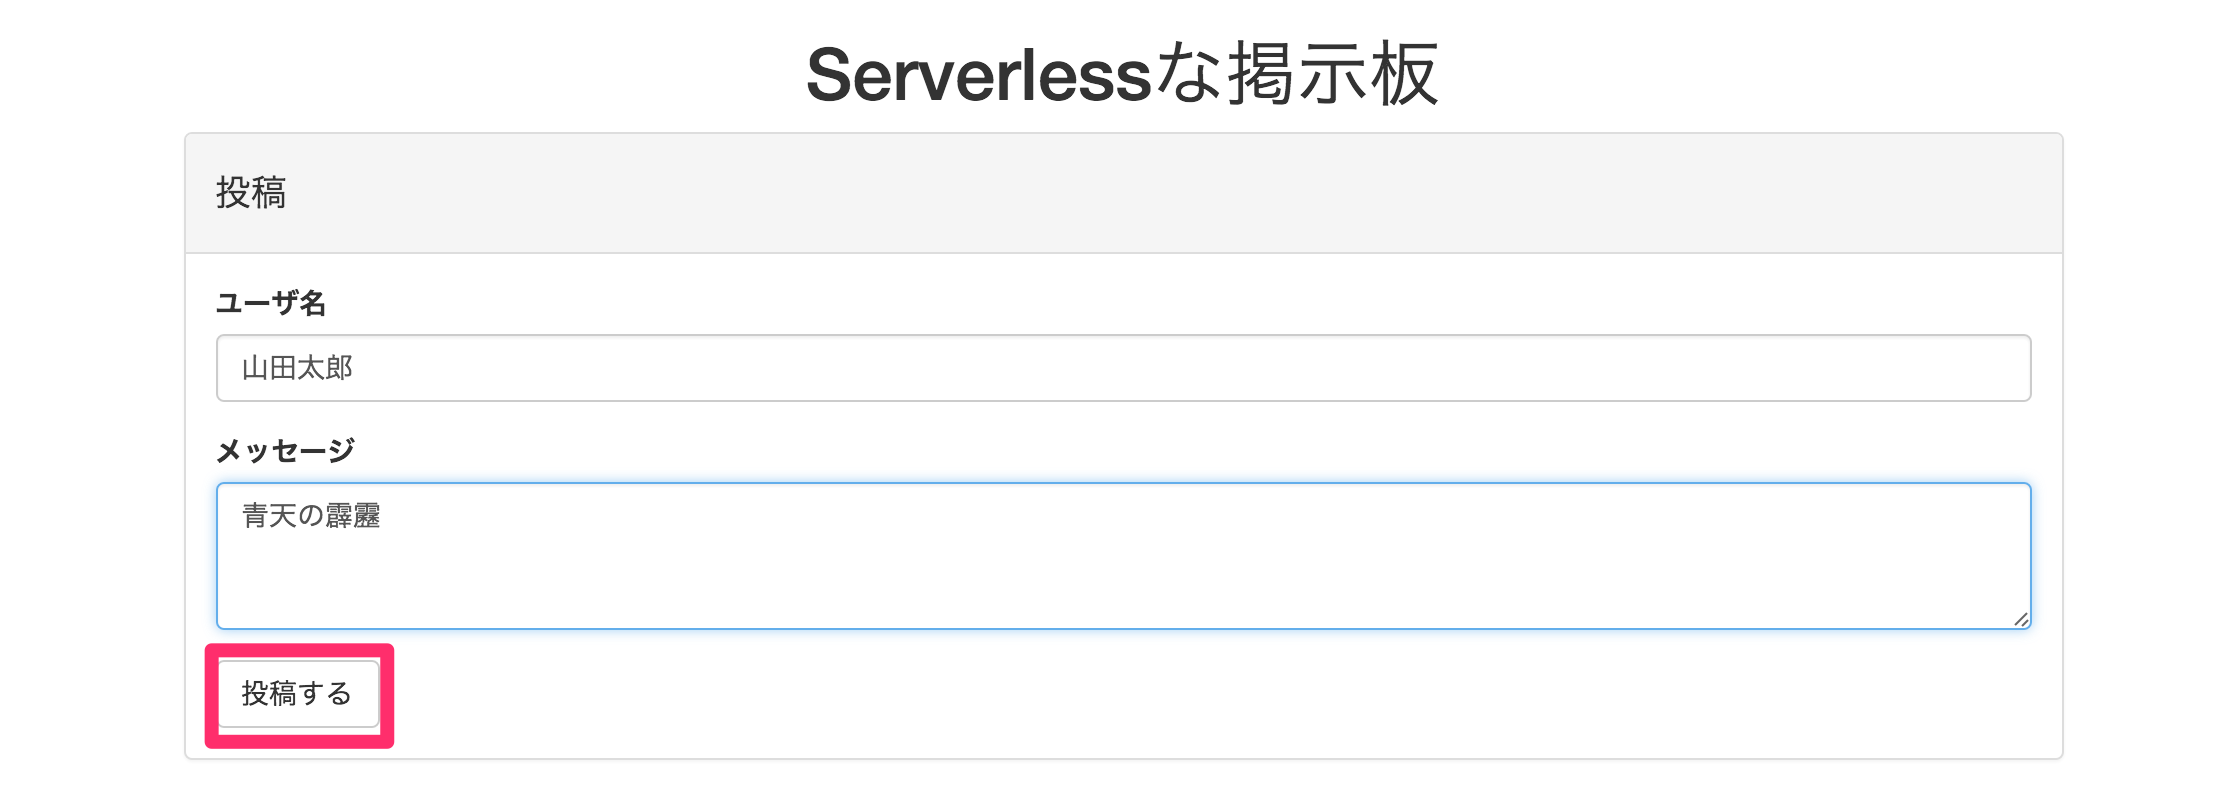 Serverlessな掲示板
投稿
ユーザ名
山田太郎
メッセージ
青天の霹靂
投稿する